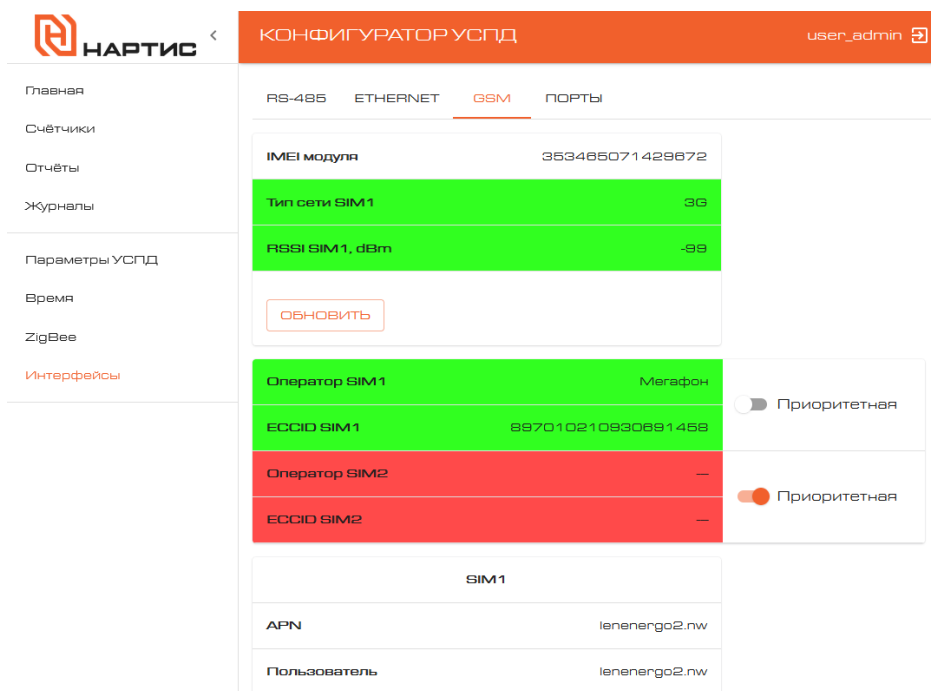 НАРТИС
КОНФИГУРАТОР УСПД
user_admin
Главная
Счётчики
Отчёты
Журналы
Параметры УСПД
Время
ZigBee
Интерфейсы
RS-485 ETHERNET GSM ПОРТЫ
IMEI модуля 353465071429672
Тип сети SIM1 3G
RSSI SIM1, dBm -99
ОБНОВИТЬ
Оператор SIM1 Мегафон
ECCID SIM1 897010210930691458
Приоритетная
Оператор SIM2 —
ECCID SIM2 —
Приоритетная
SIM1
APN lenenergo2.nw
Пользователь lenenergo2.nw